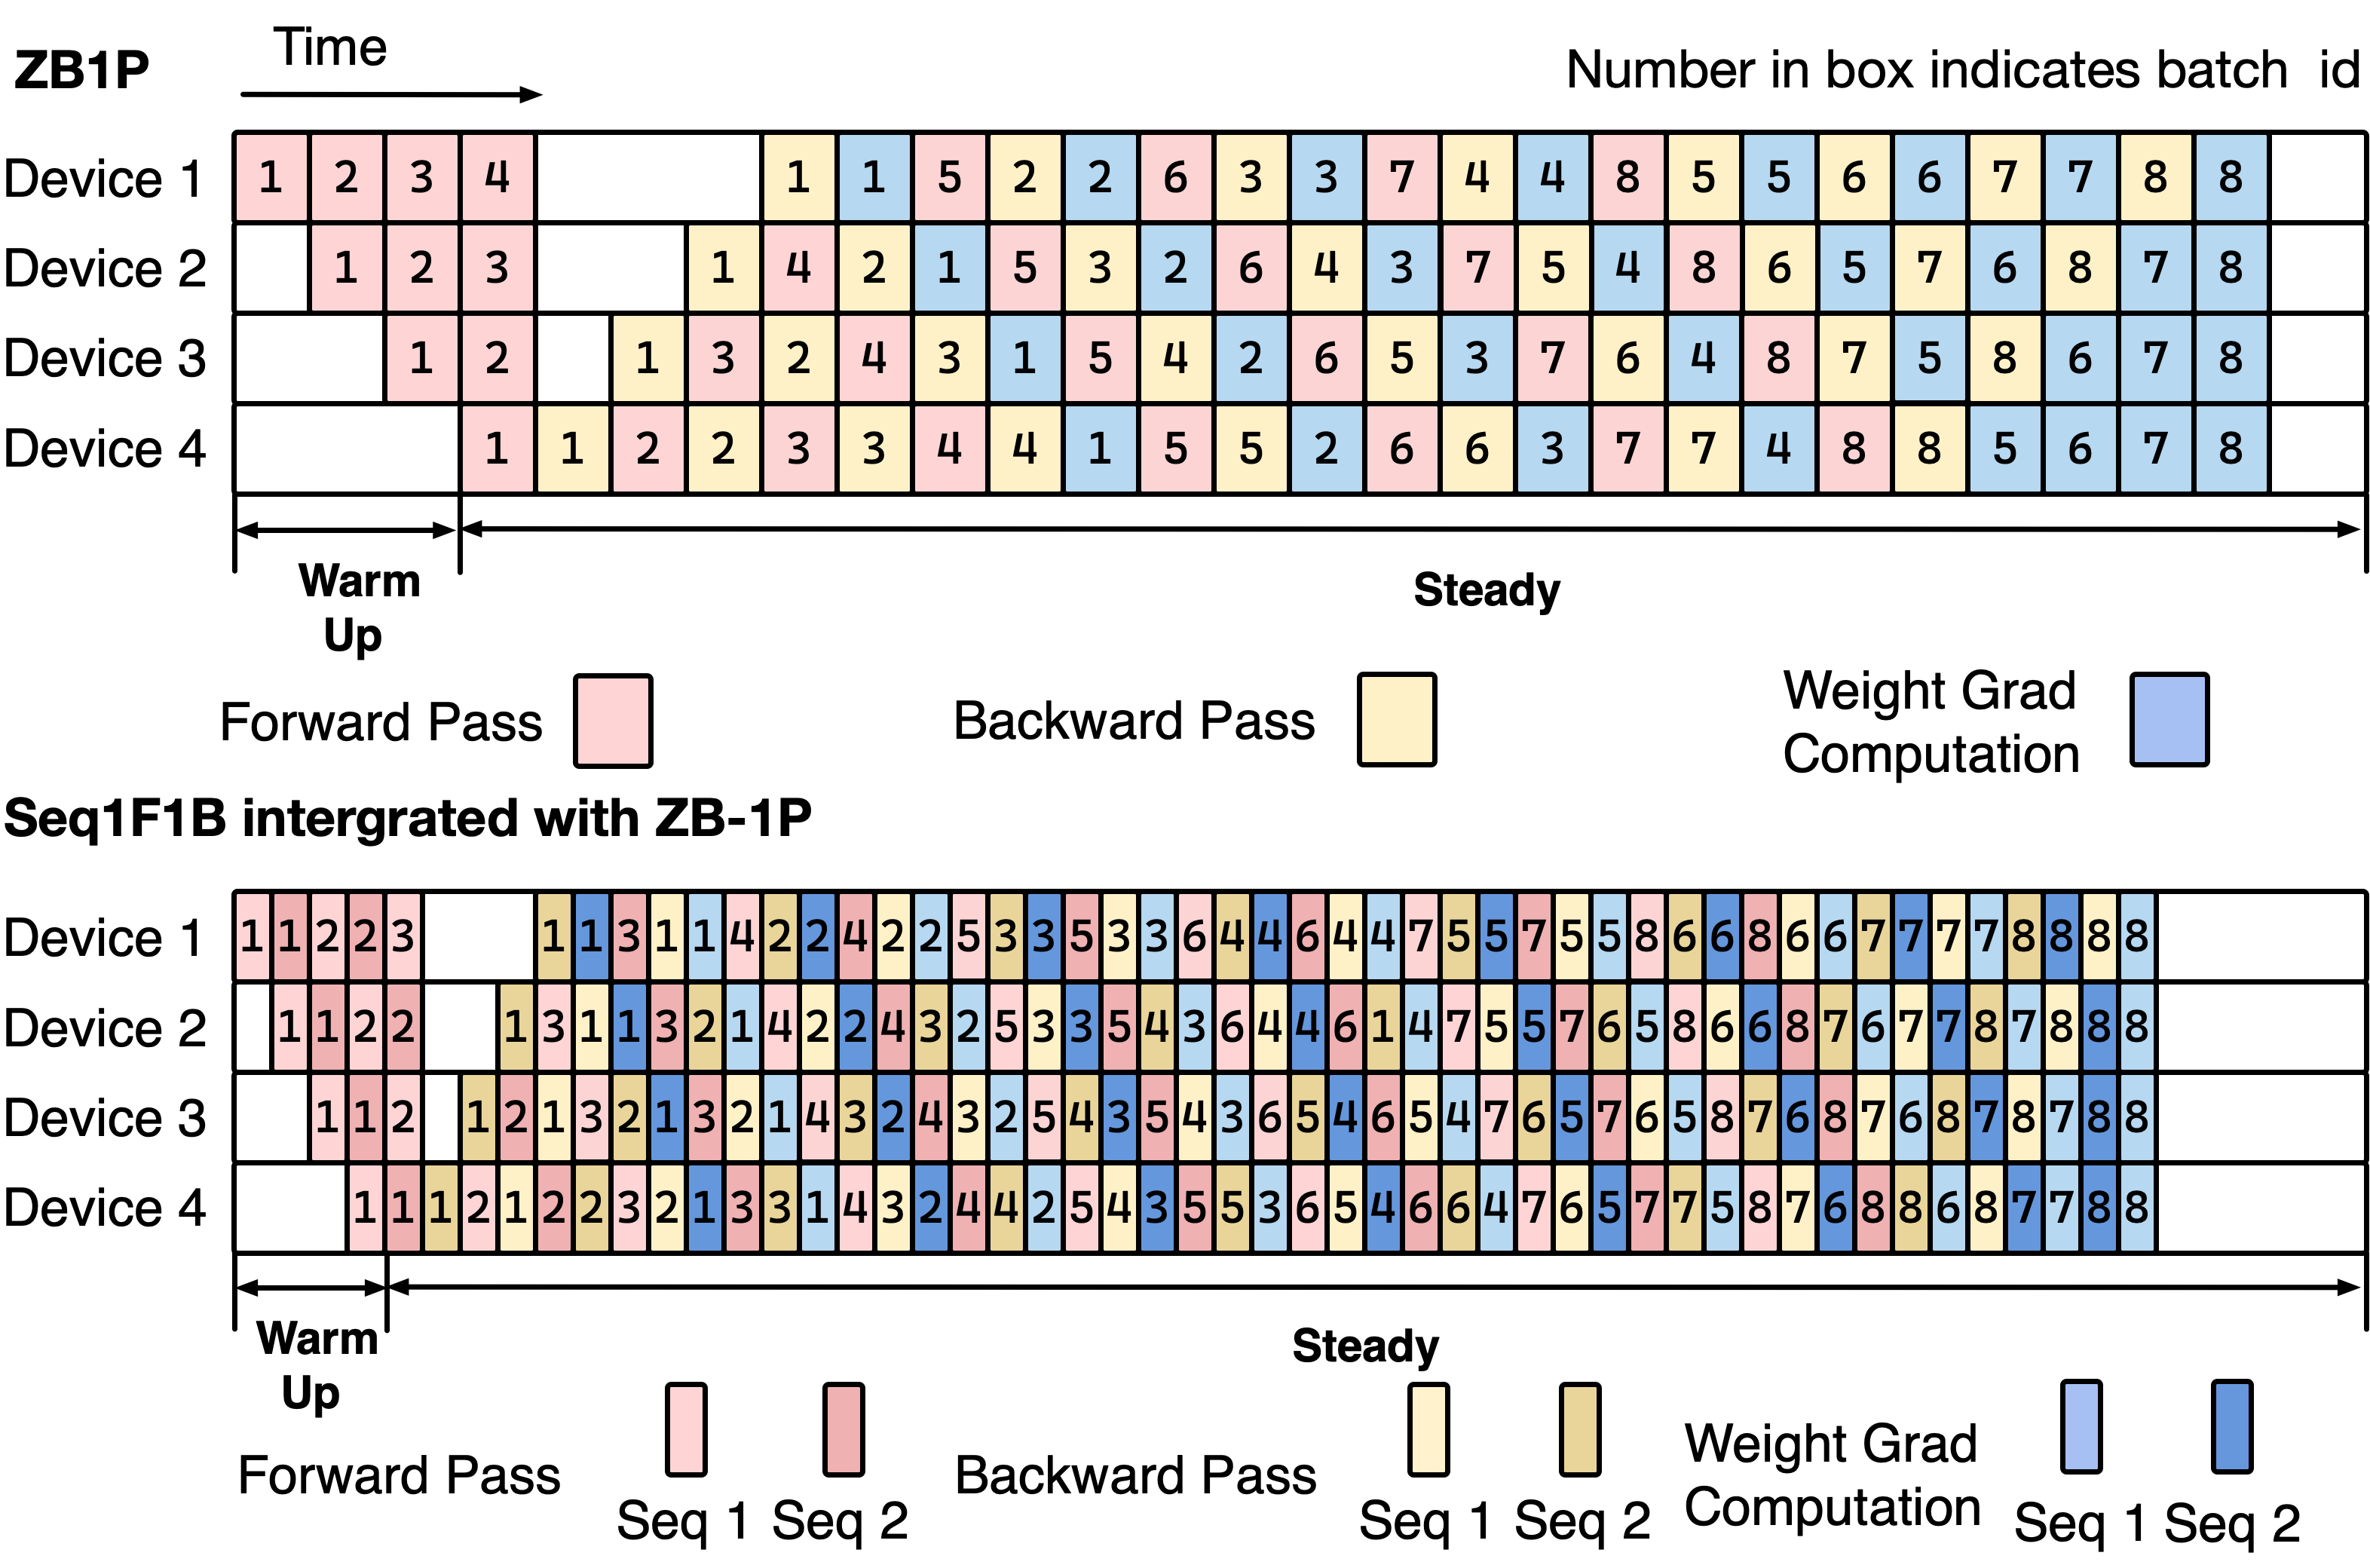 Time
ZB1P
Number in box indicates batch id
Device 1 1 2 3 4 1 1 5 2 2 6 3 3 7 4 4 8 5 5 6 6 7 7 8 8
Device 2 1 2 3 1 4 2 1 5 3 2 6 4 3 7 5 4 8 6 5 7 6 8 7 8
Device 3 1 2 1 3 2 4 3 1 5 4 2 6 5 3 7 6 4 8 7 5 8 6 7 8
Device 4 1 1 2 2 3 3 4 4 1 5 5 2 6 6 3 7 7 4 8 8 5 6 7 8
Warm
Up
Steady
Forward Pass
Backward Pass
Weight Grad
Computation
Seq1F1B intergrated with ZB-1P
Device 1 1 1 2 2 3 1 1 3 1 1 4 2 2 4 2 2 5 3 3 5 3 3 6 4 4 6 4 4 7 5 5 7 5 5 8 6 6 8 6 6 7 7 7 7 8 8 8 8
Device 2 1 1 2 2 1 3 1 1 3 2 1 4 2 2 4 3 2 5 3 3 5 4 3 6 4 4 6 1 4 7 5 5 7 6 5 8 6 6 8 7 6 7 7 8 7 8 8 8
Device 3 1 1 2 1 2 1 3 2 1 3 2 1 4 3 2 4 3 2 5 4 3 5 4 3 6 5 4 6 5 4 7 6 5 7 6 5 8 7 6 8 7 6 8 7 8 7 8 8
Device 4 1 1 1 2 1 2 2 3 2 1 3 3 1 4 3 2 4 4 2 5 4 3 5 5 3 6 5 4 6 6 4 7 6 5 7 7 5 8 7 6 8 8 6 8 7 7 8 8
Warm
Up
Steady
Forward Pass
Seq 1 Seq 2
Backward Pass
Seq 1 Seq 2
Weight Grad
Computation
Seq 1 Seq 2